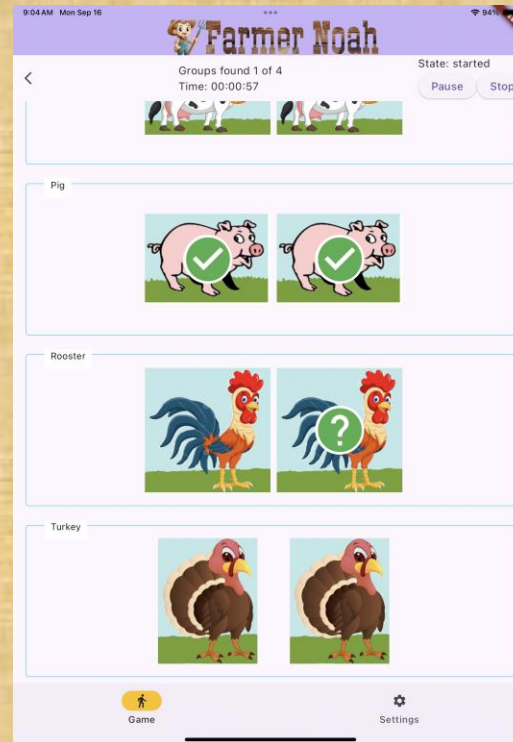 9:04 AM Mon Sep 16
94%
Farmer Noah
Groups found 1 of 4
Time: 00:00:57
State: started
Pause
Stop
Pig
?
Rooster
Turkey
Game
Settings